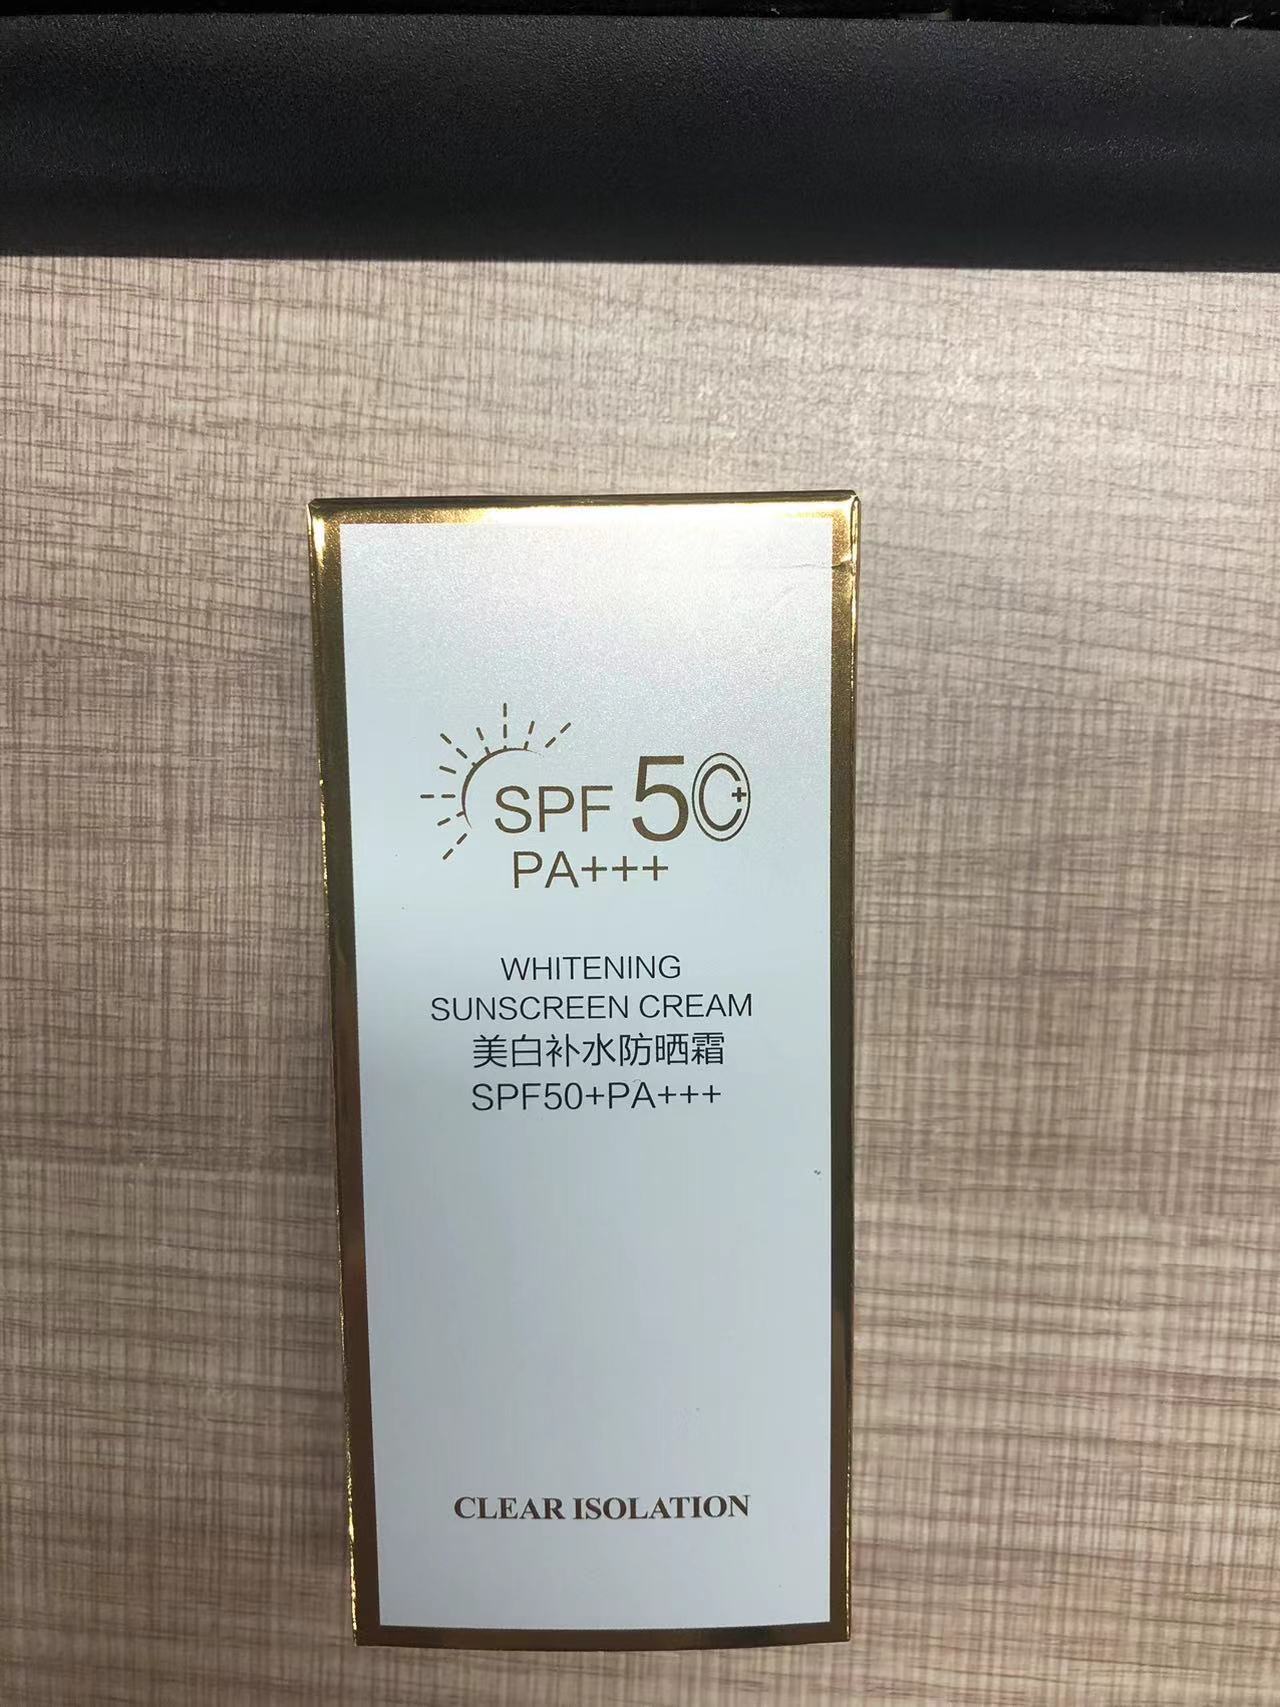 SPF 50+
PA+++
WHITENING
SUNSCREEN CREAM
美白补水防晒霜
SPF50+PA+++
CLEAR ISOLATION